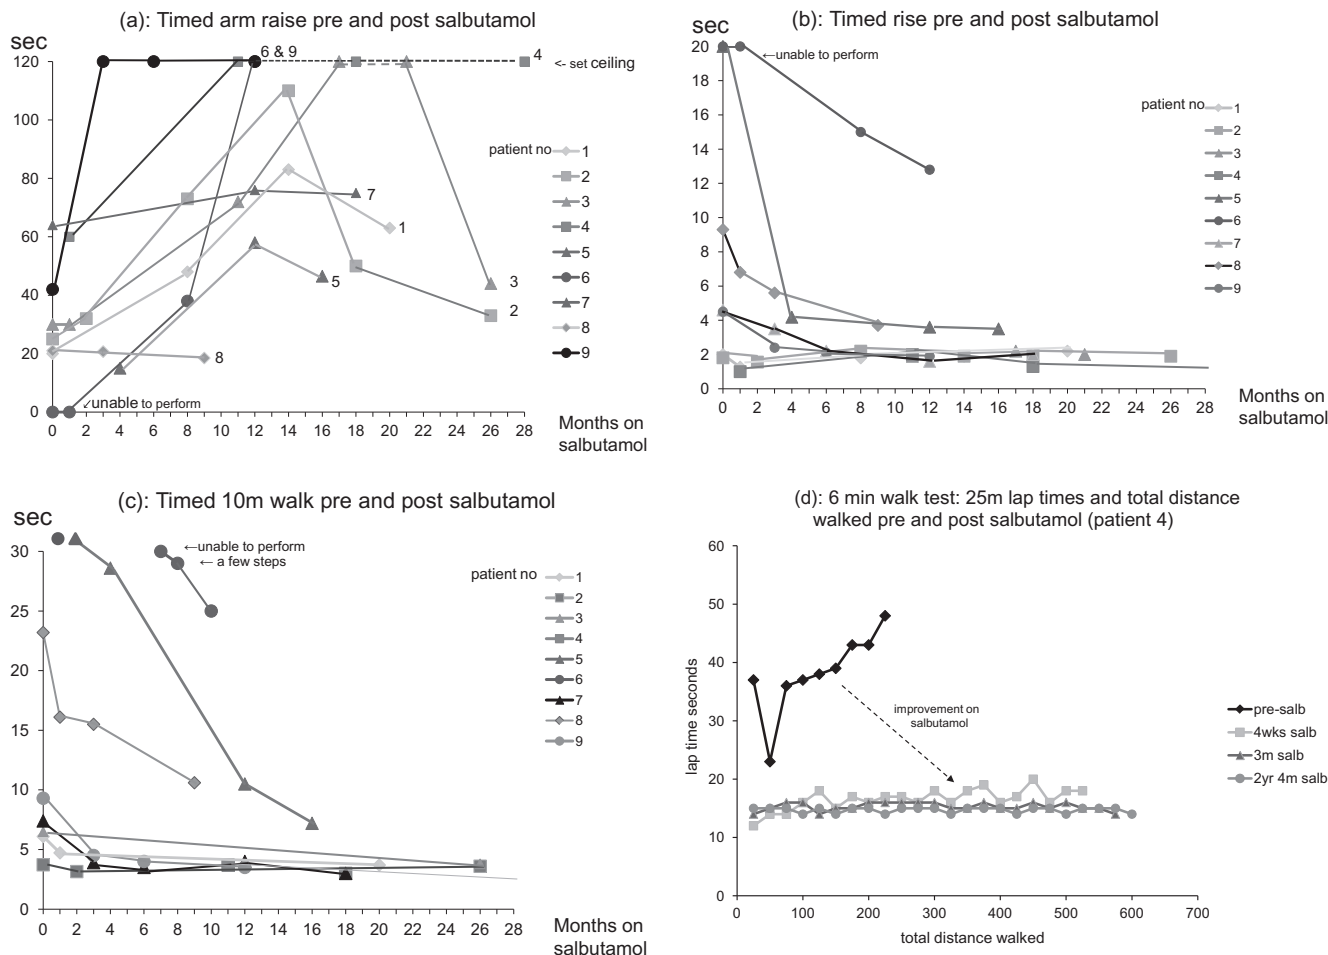 (a): Timed arm raise pre and post salbutamol
sec
120
100
80
60
40
20
0
0 2 4 6 8 10 12 14 16 18 20 22 24 26 28
6 & 9
4
<- set ceiling
7
1
5
3
2
8
↙unable to perform
Months on
salbutamol
patient no
1
2
3
4
5
6
7
8
9
(b): Timed rise pre and post salbutamol
sec
20
18
16
14
12
10
8
6
4
2
0
0 2 4 6 8 10 12 14 16 18 20 22 24 26 28
←unable to perform
Months on
salbutamol
patient no
1
2
3
4
5
6
7
8
9
(c): Timed 10m walk pre and post salbutamol
sec
30
25
20
15
10
5
0
0 2 4 6 8 10 12 14 16 18 20 22 24 26 28
←unable to perform
← a few steps
Months on
salbutamol
patient no
1
2
3
4
5
6
7
8
9
(d): 6 min walk test: 25m lap times and total distance
walked pre and post salbutamol (patient 4)
lap time seconds
60
50
40
30
20
10
0
0 100 200 300 400 500 600 700
total distance walked
improvement on
salbutamol
pre-salb
4wks salb
3m salb
2yr 4m salb